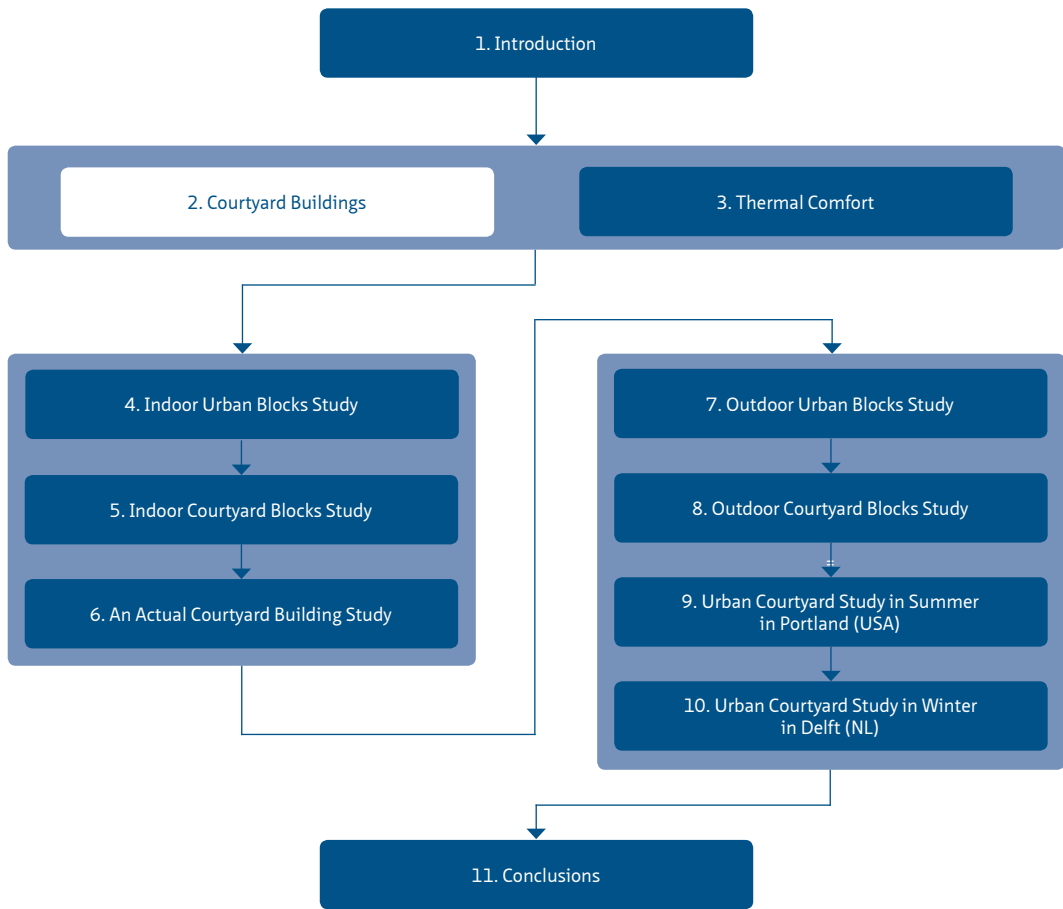 1. Introduction
2. Courtyard Buildings
3. Thermal Comfort
4. Indoor Urban Blocks Study
5. Indoor Courtyard Blocks Study
6. An Actual Courtyard Building Study
7. Outdoor Urban Blocks Study
8. Outdoor Courtyard Blocks Study
9. Urban Courtyard Study in Summer
in Portland (USA)
10. Urban Courtyard Study in Winter
in Delft (NL)
11. Conclusions